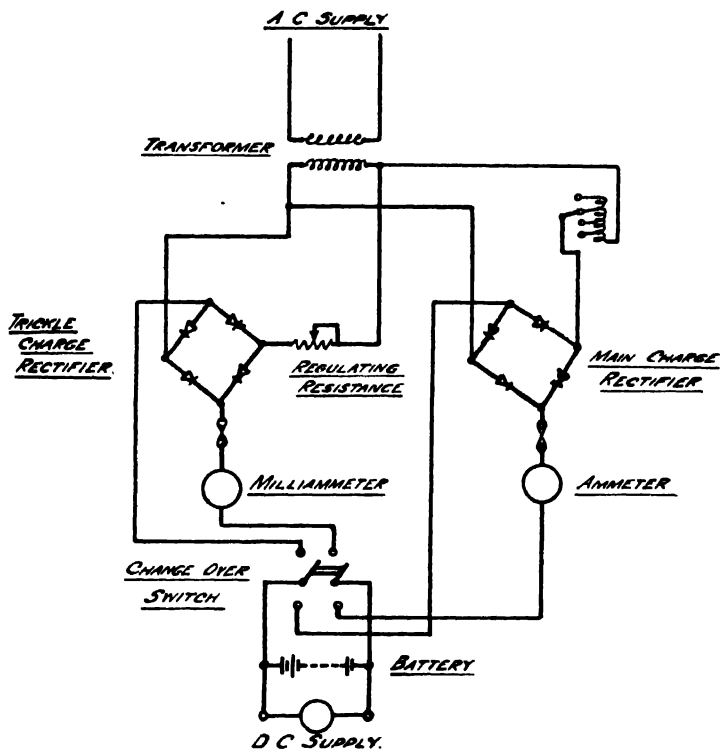 A C SUPPLY
TRANSFORMER
TRICKLE
CHARGE
RECTIFIER.
REGULATING
RESISTANCE
MAIN CHARGE
RECTIFIER
MILLIAMMETER
AMMETER
CHANGE OVER
SWITCH
BATTERY
D C SUPPLY.